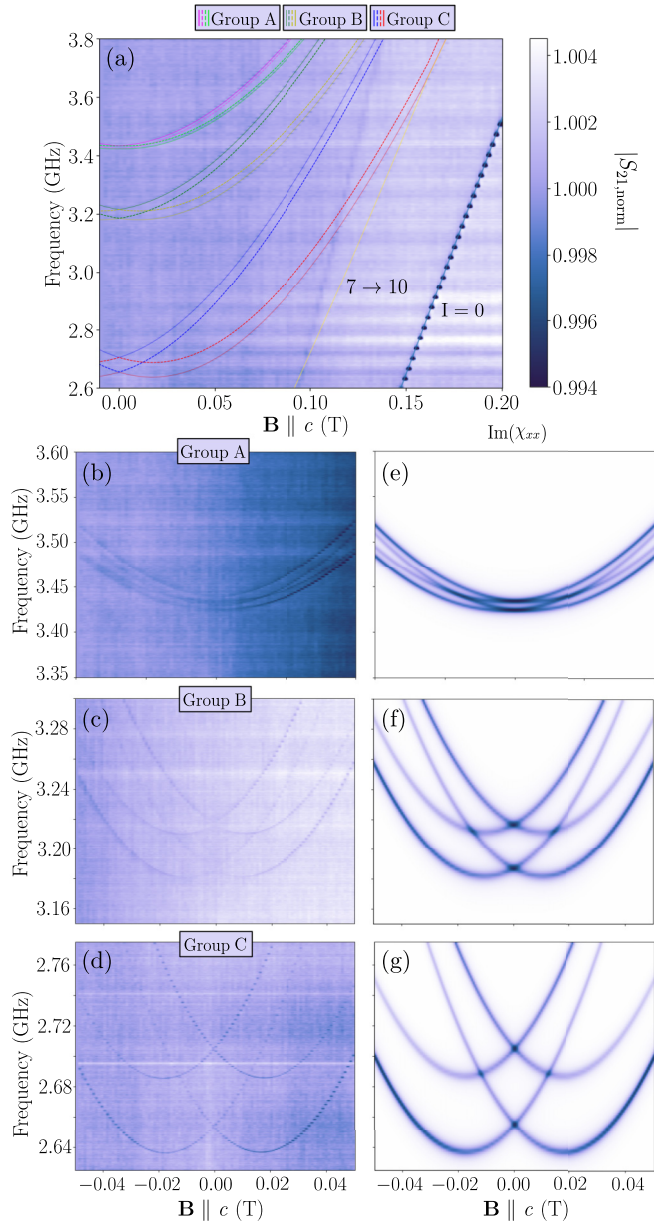 Group A Group B Group C
(a)
3.8
3.6
3.4
3.2
3.0
2.8
2.6
Frequency (GHz)
7 → 10
I = 0
0.00 0.05 0.10 0.15 0.20
B ∥ c (T)
1.004
1.002
1.000
0.998
0.996
0.994
|S21,norm|
Im(χxx)
Group A
(b)
(e)
3.60
3.55
3.50
3.45
3.40
3.35
Frequency (GHz)
Group B
(c)
(f)
3.28
3.24
3.20
3.16
Frequency (GHz)
Group C
(d)
(g)
2.76
2.72
2.68
2.64
Frequency (GHz)
−0.04 −0.02 0.00 0.02 0.04
B ∥ c (T)
−0.04 −0.02 0.00 0.02 0.04
B ∥ c (T)